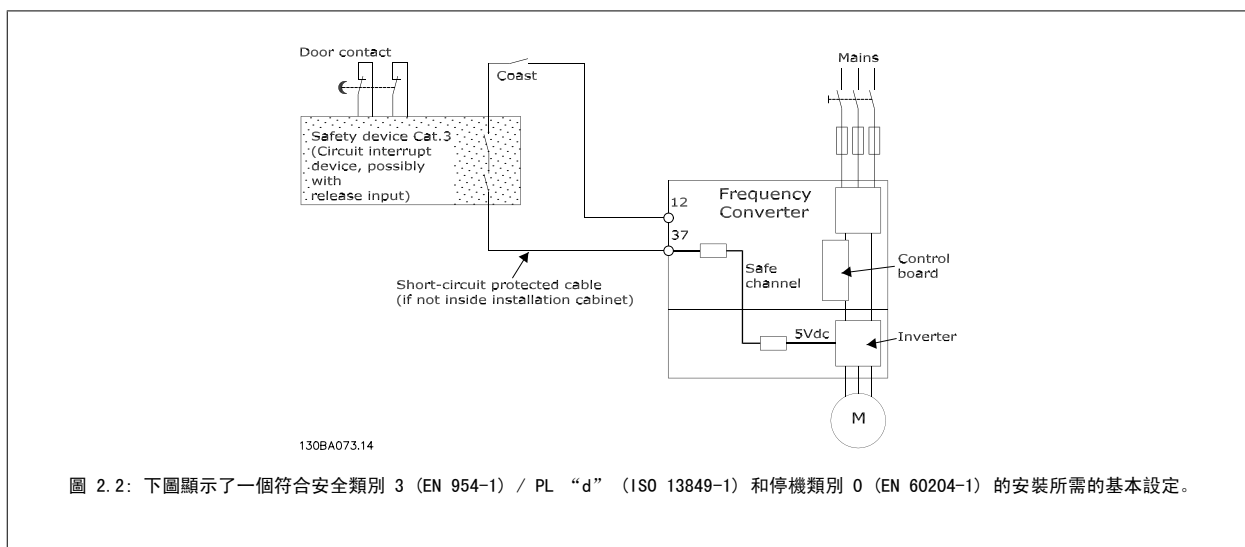 Door contact
Coast
Mains
Safety device Cat.3
(Circuit interrupt
device, possibly
with
release input)
12
Frequency
Converter
37
Safe
channel
Control
board
Short-circuit protected cable
(if not inside installation cabinet)
5Vdc
Inverter
M
130BA073.14
圖 2.2: 下圖顯示了一個符合安全類別 3 (EN 954-1) / PL “d” (ISO 13849-1) 和停機類別 0 (EN 60204-1) 的安裝所需的基本設定。